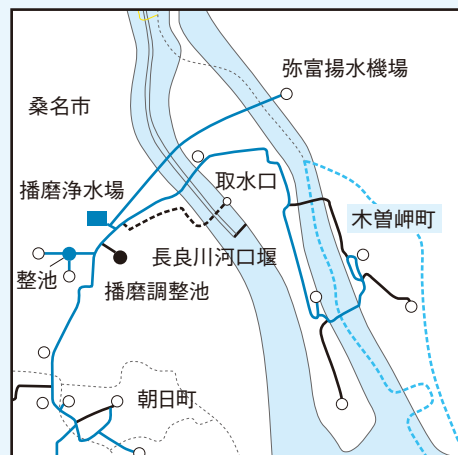 弥富揚水機場
桑名市
取水口
播磨浄水場
木曽岬町
長良川河口堰
整池
播磨調整池
朝日町